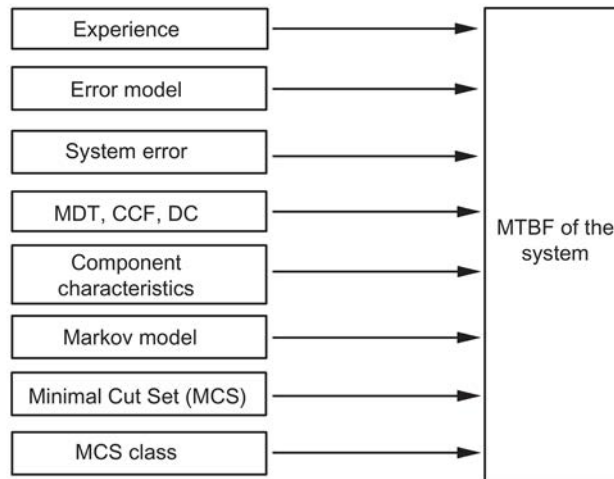 Experience
Error model
System error
MDT, CCF, DC
Component
characteristics
Markov model
Minimal Cut Set (MCS)
MCS class
MTBF of the
system